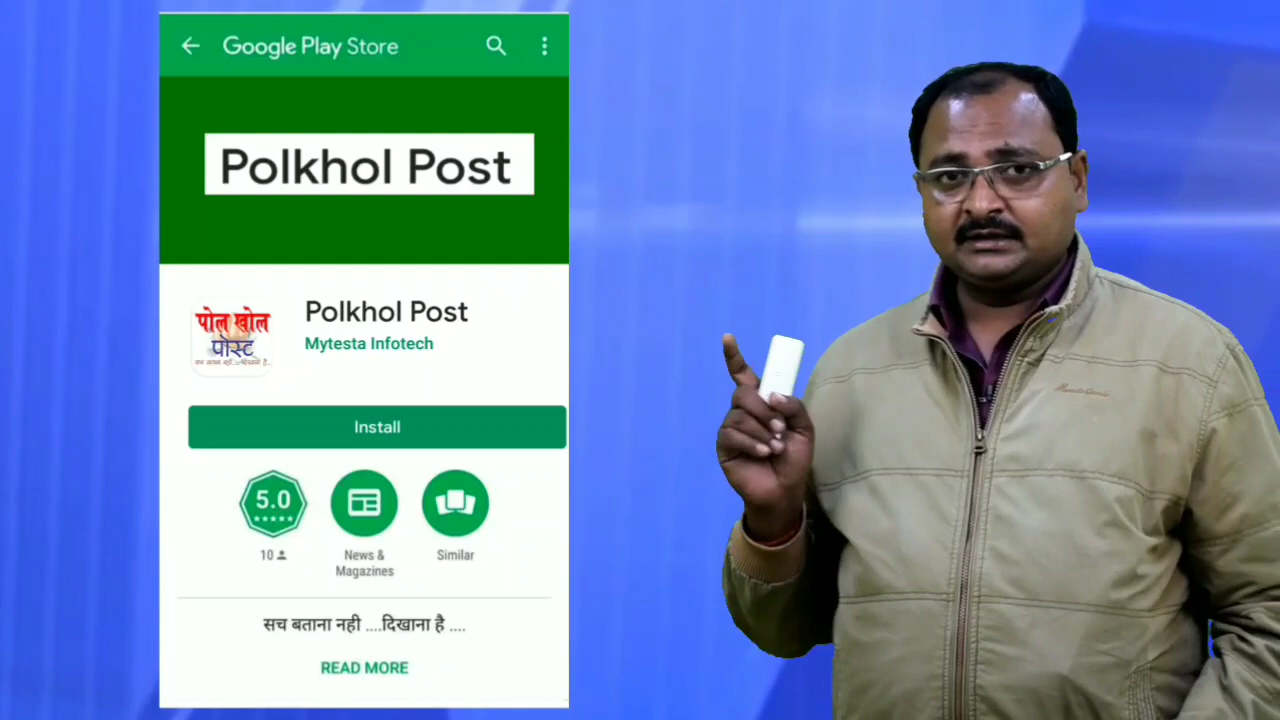 Google Play Store
Polkhol Post
पोल खोल
पोस्ट
Polkhol Post
Mytesta Infotech
Install
5.0
10
News &
Magazines
Similar
सच बताना नही ....दिखाना है ....
READ MORE